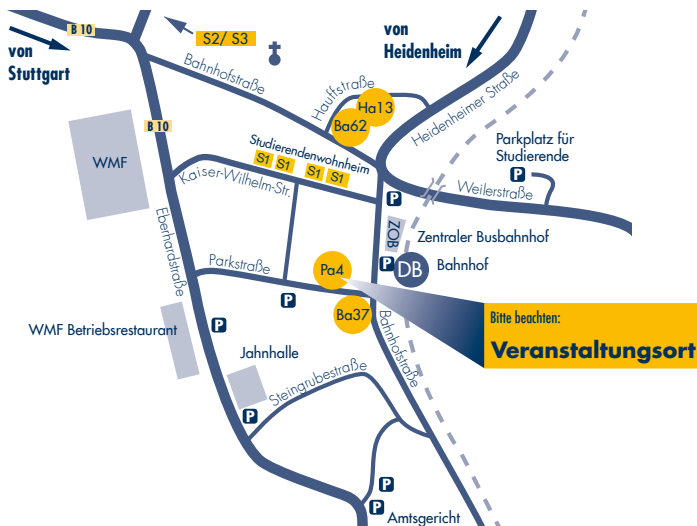 B 10
von
Stuttgart
S2/ S3
von
Heidenheim
Bahnhofstraße
Hauffstraße
Ha13
Ba62
Heidenheimer Straße
B 10
WMF
Studierendenwohnheim
S1
S1
S1
S1
Kaiser-Wilhelm-Str.
Parkplatz für
Studierende
P
Weilerstraße
P
Eberhardstraße
ZOB
Zentraler Busbahnhof
Parkstraße
Pa4
P
DB
Bahnhof
P
Ba37
Bitte beachten:
Veranstaltungsort
WMF Betriebsrestaurant
P
Bahnhofstraße
Jahnhalle
Steingrubestraße
P
P
P
Amtsgericht